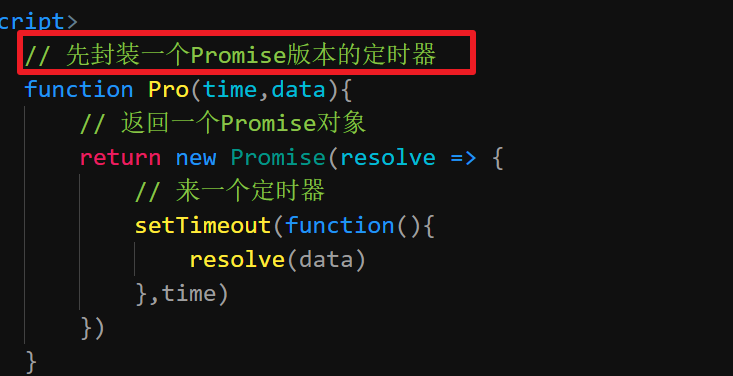 cript>
// 先封装一个Promise版本的定时器
function Pro(time,data){
// 返回一个Promise对象
return new Promise(resolve => {
// 来一个定时器
setTimeout(function(){
resolve(data)
},time)
})
}